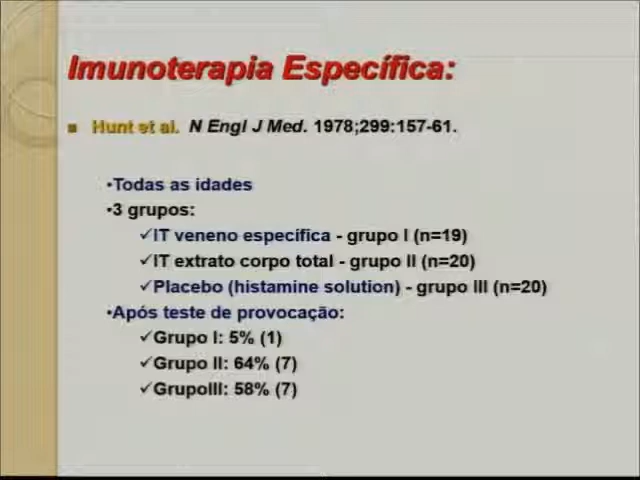 Imunoterapia Específica:
Hunt et al. N Engl J Med. 1978;299:157-61.
•Todas as idades
•3 grupos:
✓IT veneno específica - grupo I (n=19)
✓IT extrato corpo total - grupo II (n=20)
✓Placebo (histamine solution) - grupo III (n=20)
•Após teste de provocação:
✓Grupo I: 5% (1)
✓Grupo II: 64% (7)
✓GrupoIII: 58% (7)